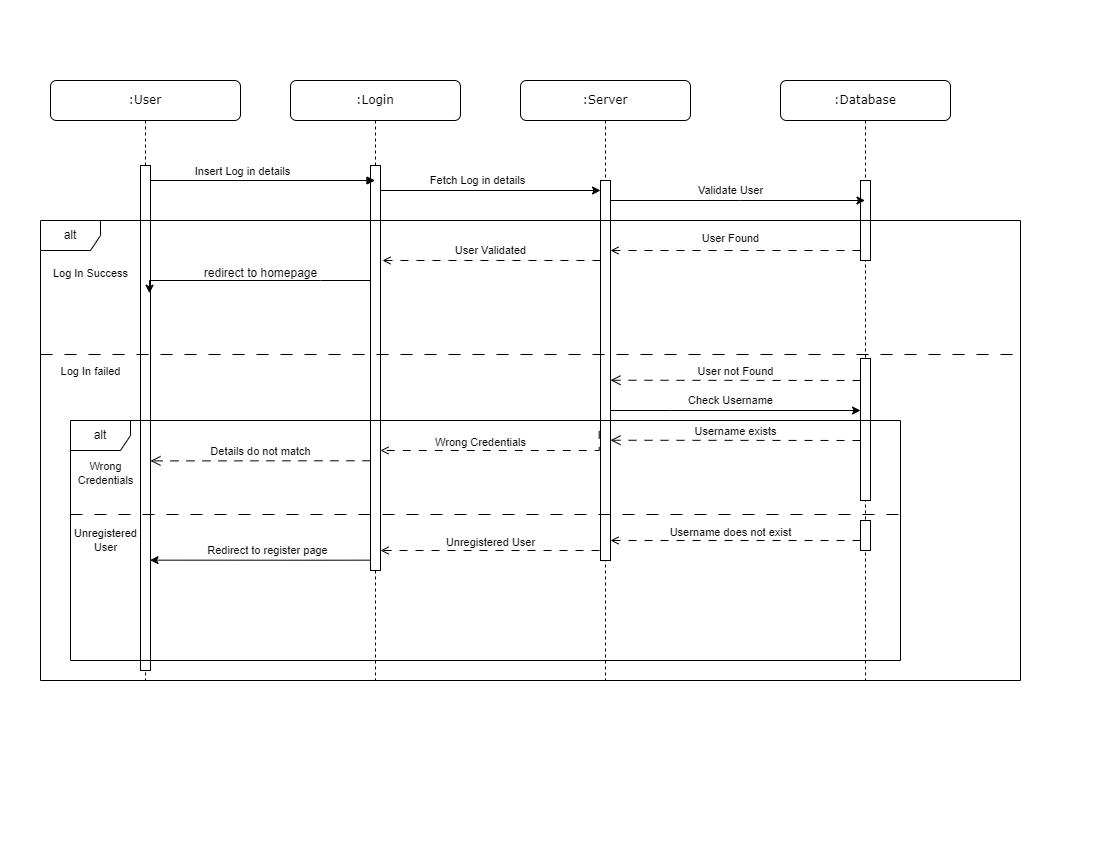 :User
:Login
:Server
:Database
Insert Log in details
Fetch Log in details
Validate User
alt
User Found
User Validated
Log In Success
redirect to homepage
Log In failed
User not Found
Check Username
alt
Username exists
Wrong Credentials
Details do not match
Wrong
Credentials
Unregistered
User
Username does not exist
Unregistered User
Redirect to register page